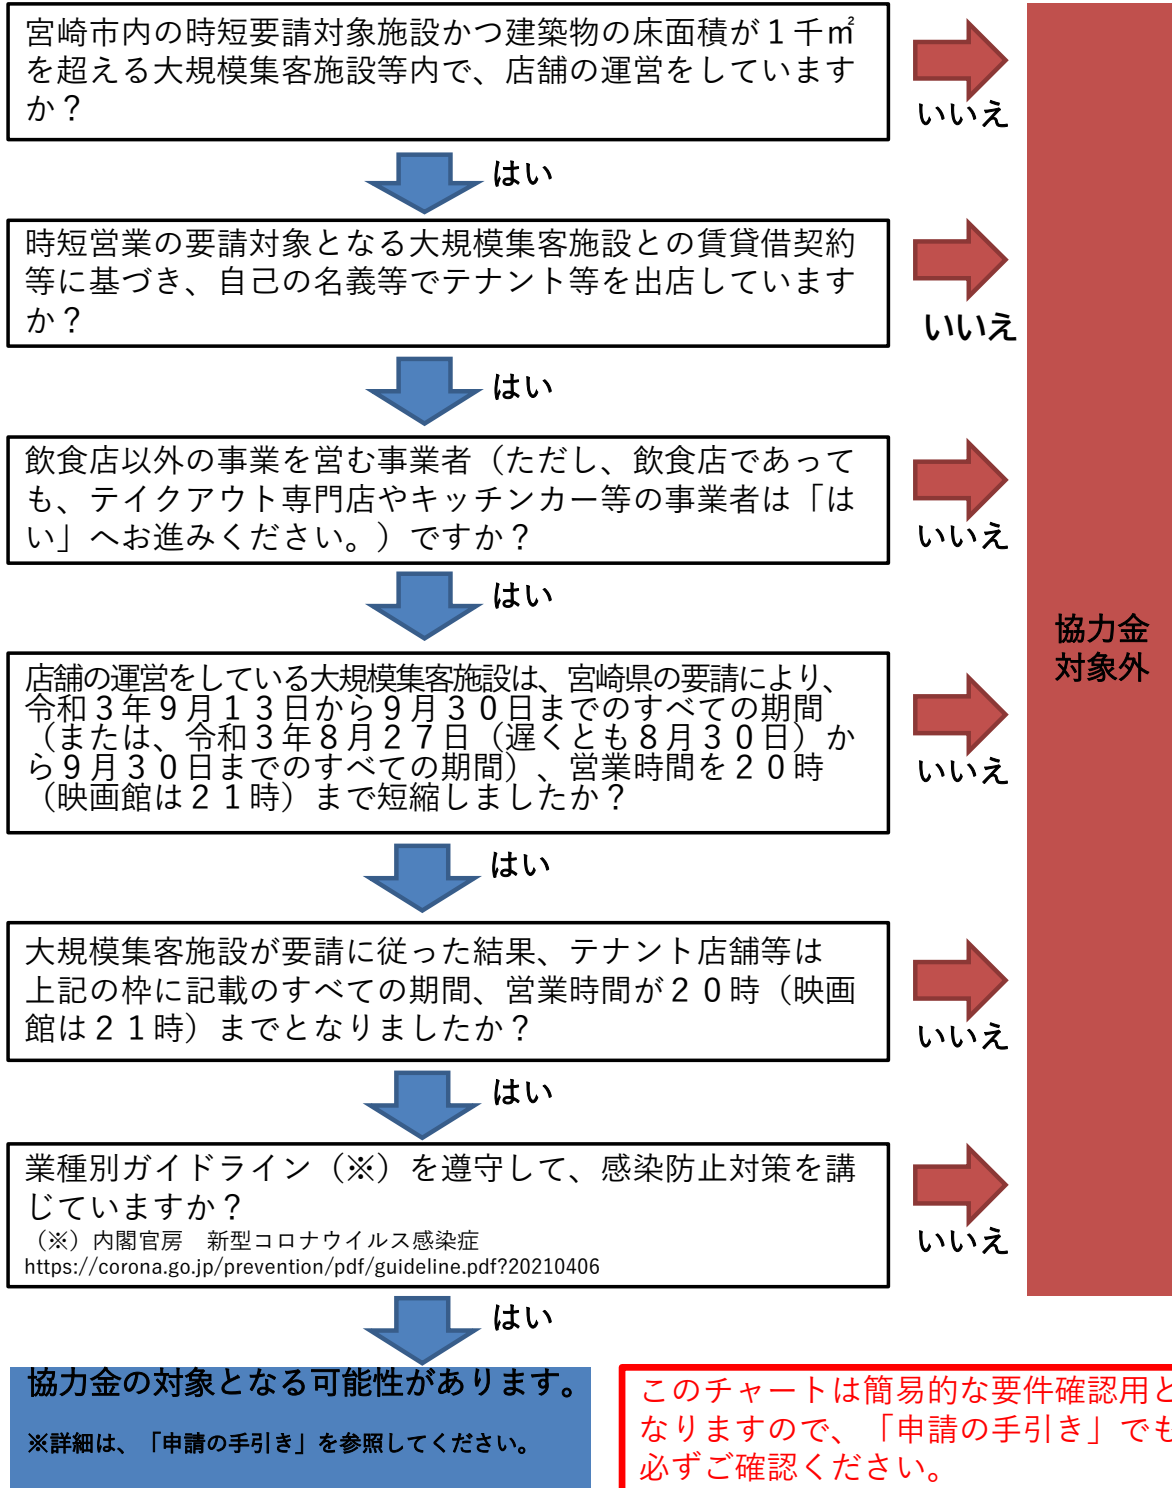 宮崎市内の時短要請対象施設かつ建築物の床面積が１千㎡
を超える大規模集客施設等内で、店舗の運営をしています
か？
いいえ
はい
時短営業の要請対象となる大規模集客施設との賃貸借契約
等に基づき、自己の名義等でテナント等を出店しています
か？
いいえ
はい
飲食店以外の事業を営む事業者（ただし、飲食店であって
も、テイクアウト専門店やキッチンカー等の事業者は「は
い」へお進みください。）ですか？
いいえ
はい
協力金
対象外
店舗の運営をしている大規模集客施設は、宮崎県の要請により、
令和３年９月１３日から９月３０日までのすべての期間
（または、令和３年８月２７日（遅くとも８月３０日）か
ら９月３０日までのすべての期間）、営業時間を２０時
（映画館は２１時）まで短縮しましたか？
いいえ
はい
大規模集客施設が要請に従った結果、テナント店舗等は
上記の枠に記載のすべての期間、営業時間が２０時（映画
館は２１時）までとなりましたか？
いいえ
はい
業種別ガイドライン（※）を遵守して、感染防止対策を講
じていますか？
（※）内閣官房　新型コロナウイルス感染症
https://corona.go.jp/prevention/pdf/guideline.pdf?20210406
いいえ
はい
協力金の対象となる可能性があります。
※詳細は、「申請の手引き」を参照してください。
このチャートは簡易的な要件確認用と
なりますので、「申請の手引き」でも
必ずご確認ください。